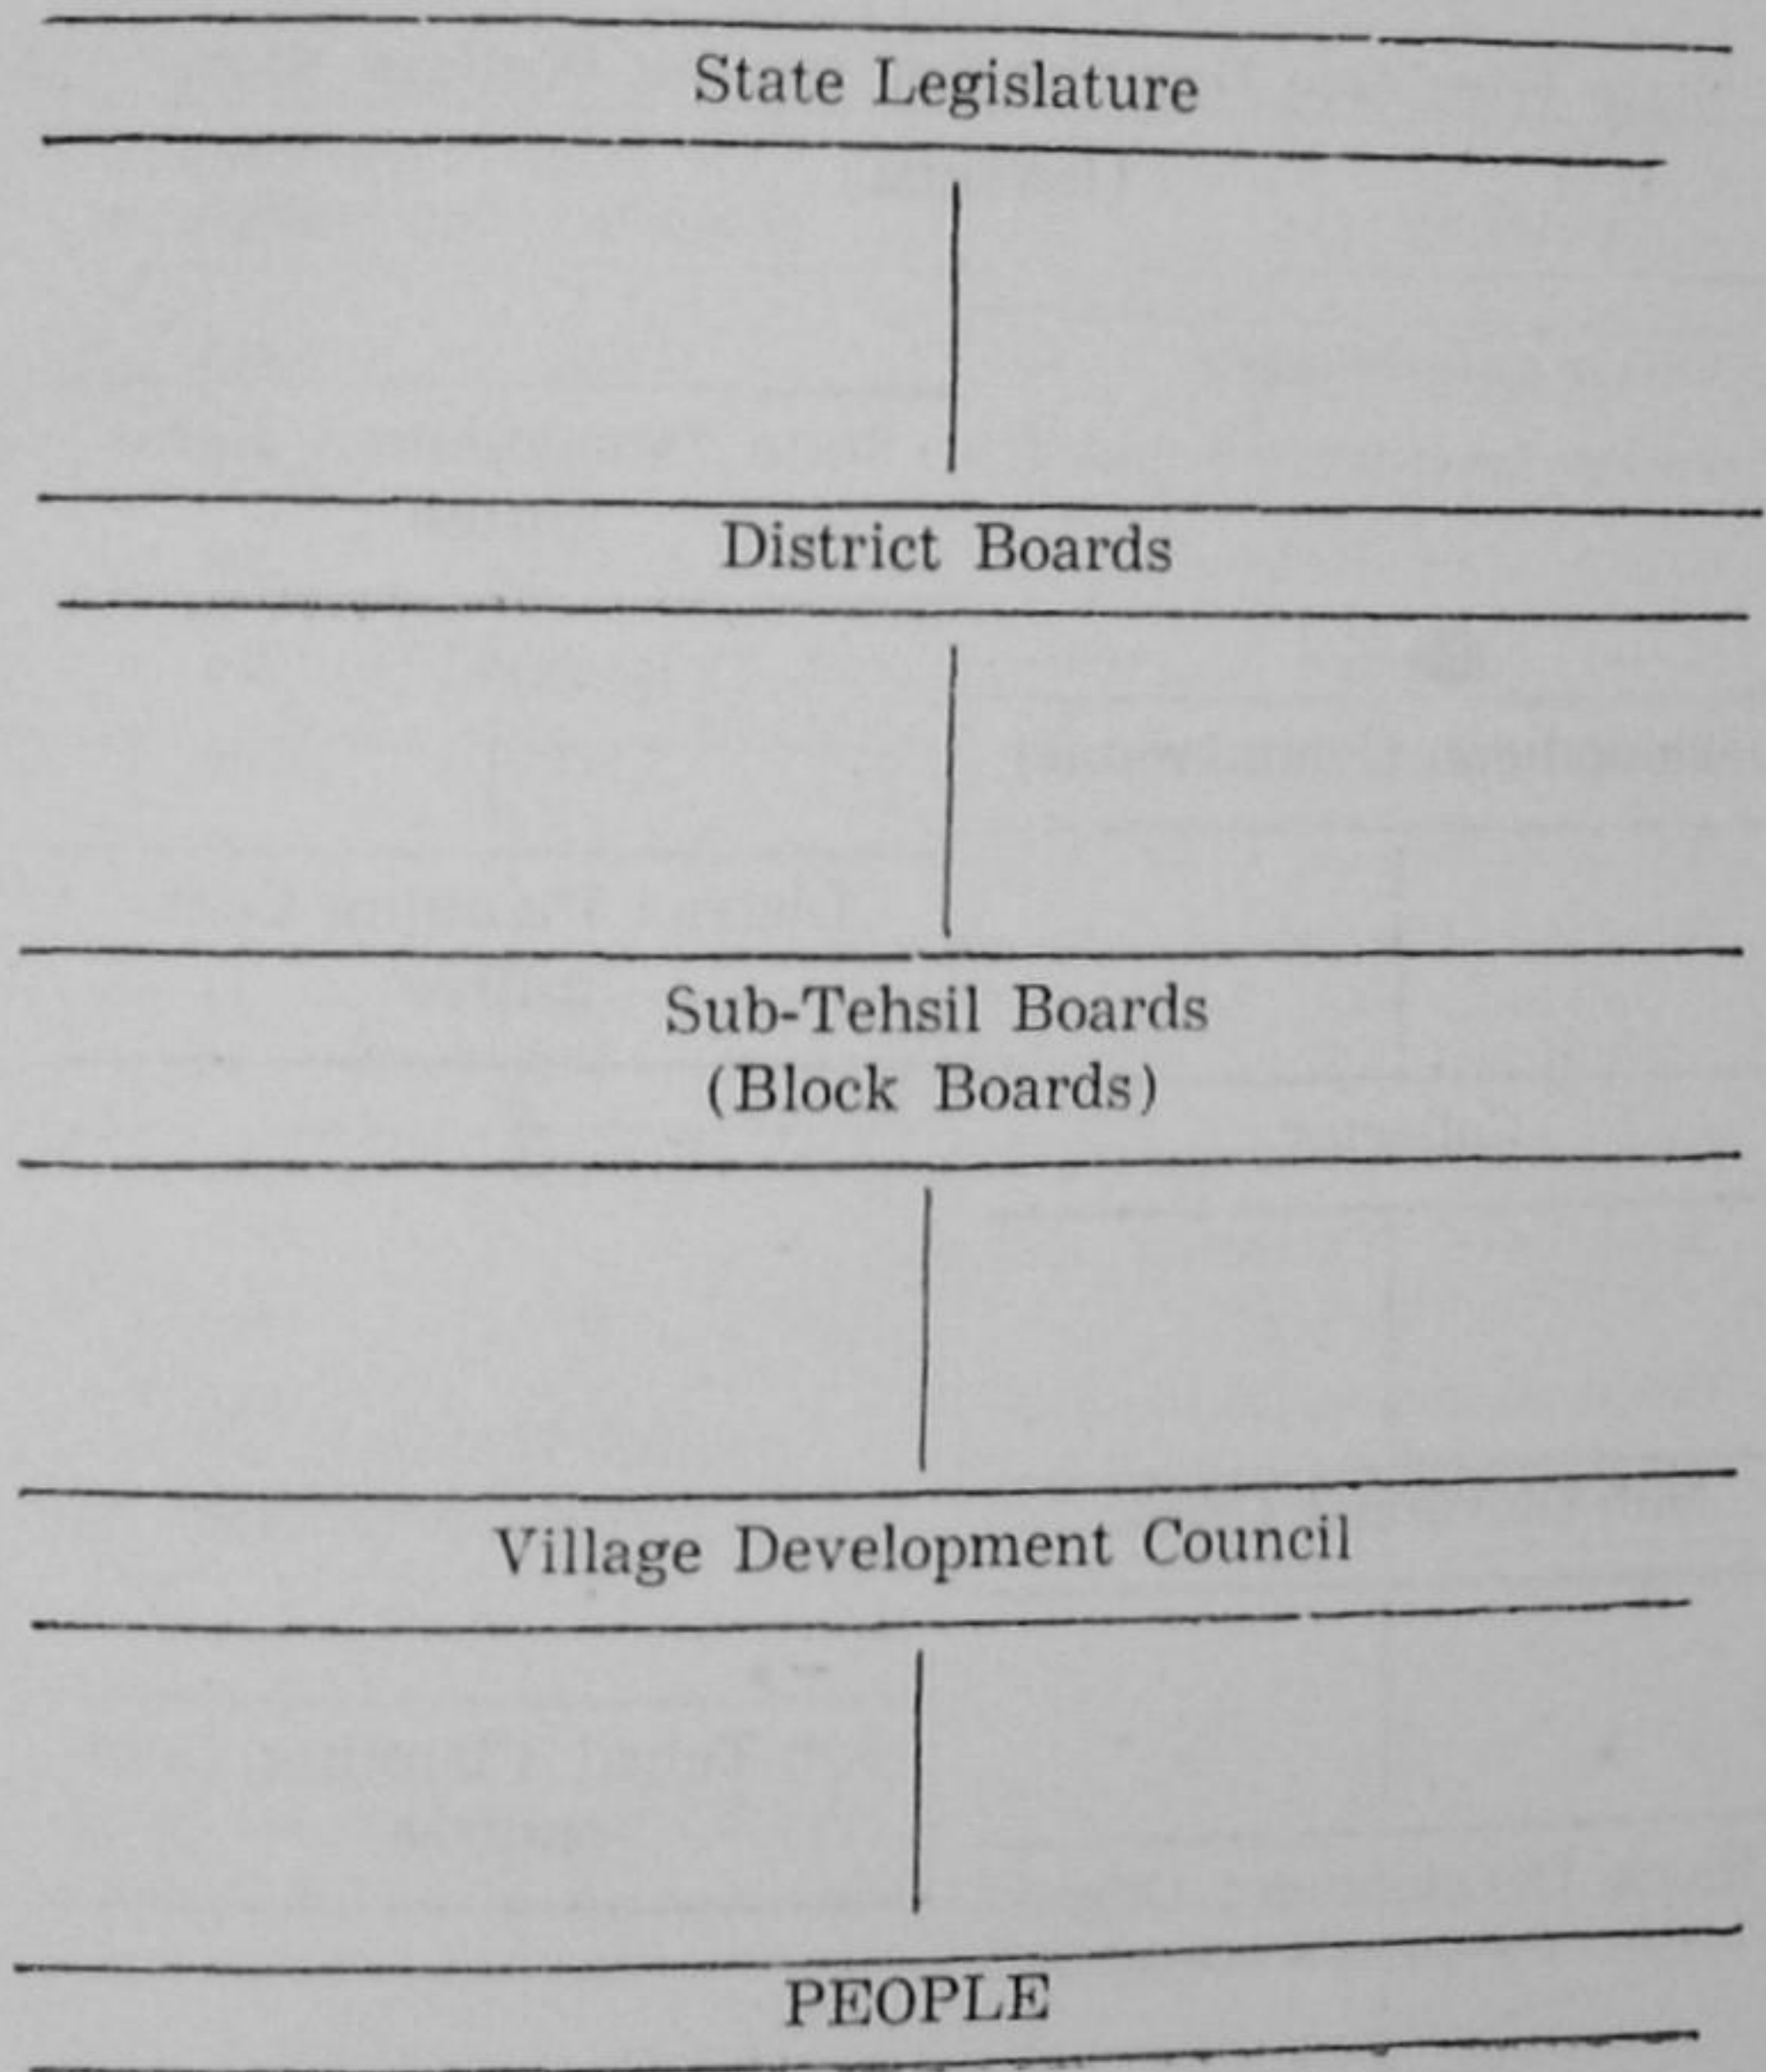 State Legislature
District Boards
Sub-Tehsil Boards
(Block Boards)
Village Development Council
PEOPLE